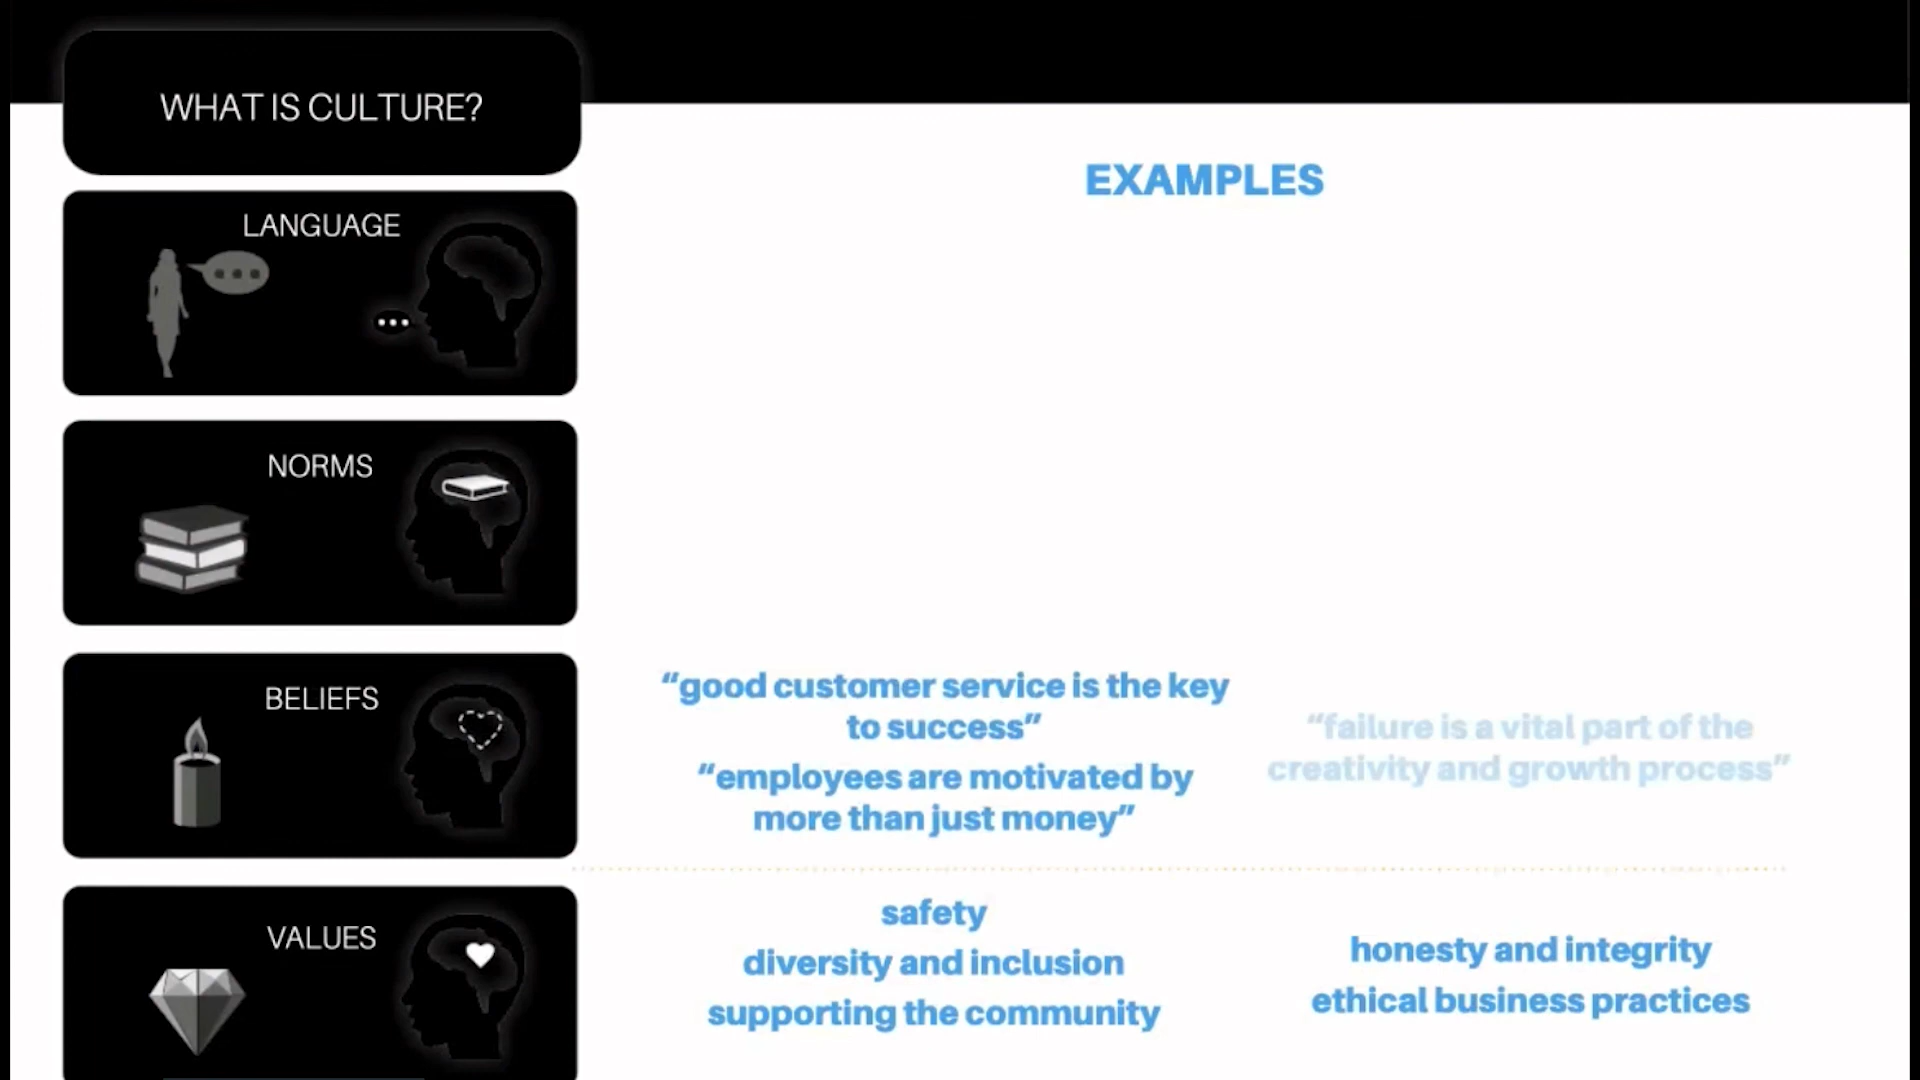 WHAT IS CULTURE?
EXAMPLES
LANGUAGE
NORMS
BELIEFS
“good customer service is the key
to success”
“employees are motivated by
more than just money”
“failure is a vital part of the
creativity and growth process”
VALUES
safety
diversity and inclusion
supporting the community
honesty and integrity
ethical business practices